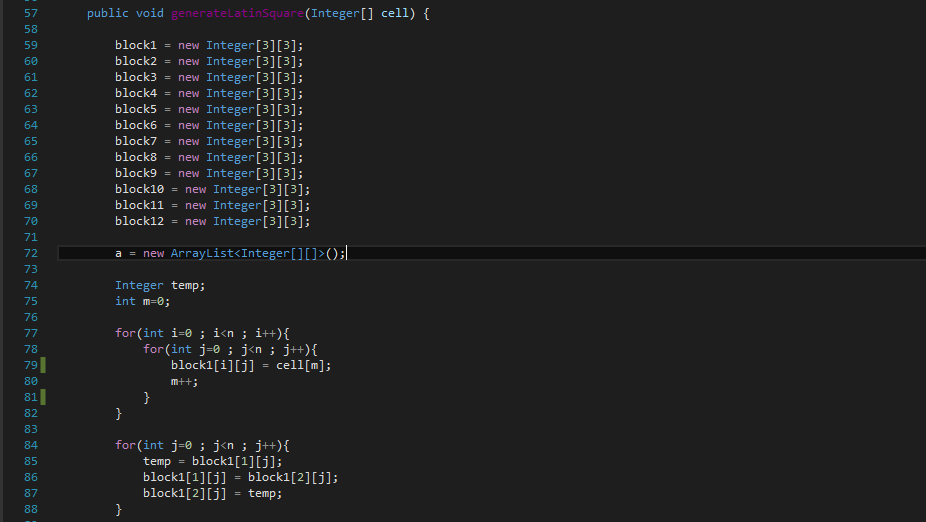 57 public void generateLatinSquare(Integer[] cell) {
58
59 block1 = new Integer[3][3];
60 block2 = new Integer[3][3];
61 block3 = new Integer[3][3];
62 block4 = new Integer[3][3];
63 block5 = new Integer[3][3];
64 block6 = new Integer[3][3];
65 block7 = new Integer[3][3];
66 block8 = new Integer[3][3];
67 block9 = new Integer[3][3];
68 block10 = new Integer[3][3];
69 block11 = new Integer[3][3];
70 block12 = new Integer[3][3];
71
72 a = new ArrayList<Integer[][]>();
73
74 Integer temp;
75 int m=0;
76
77 for(int i=0 ; i<n ; i++){
78 for(int j=0 ; j<n ; j++){
79 block1[i][j] = cell[m];
80 m++;
81 }
82 }
83
84 for(int j=0 ; j<n ; j++){
85 temp = block1[1][j];
86 block1[1][j] = block1[2][j];
87 block1[2][j] = temp;
88 }